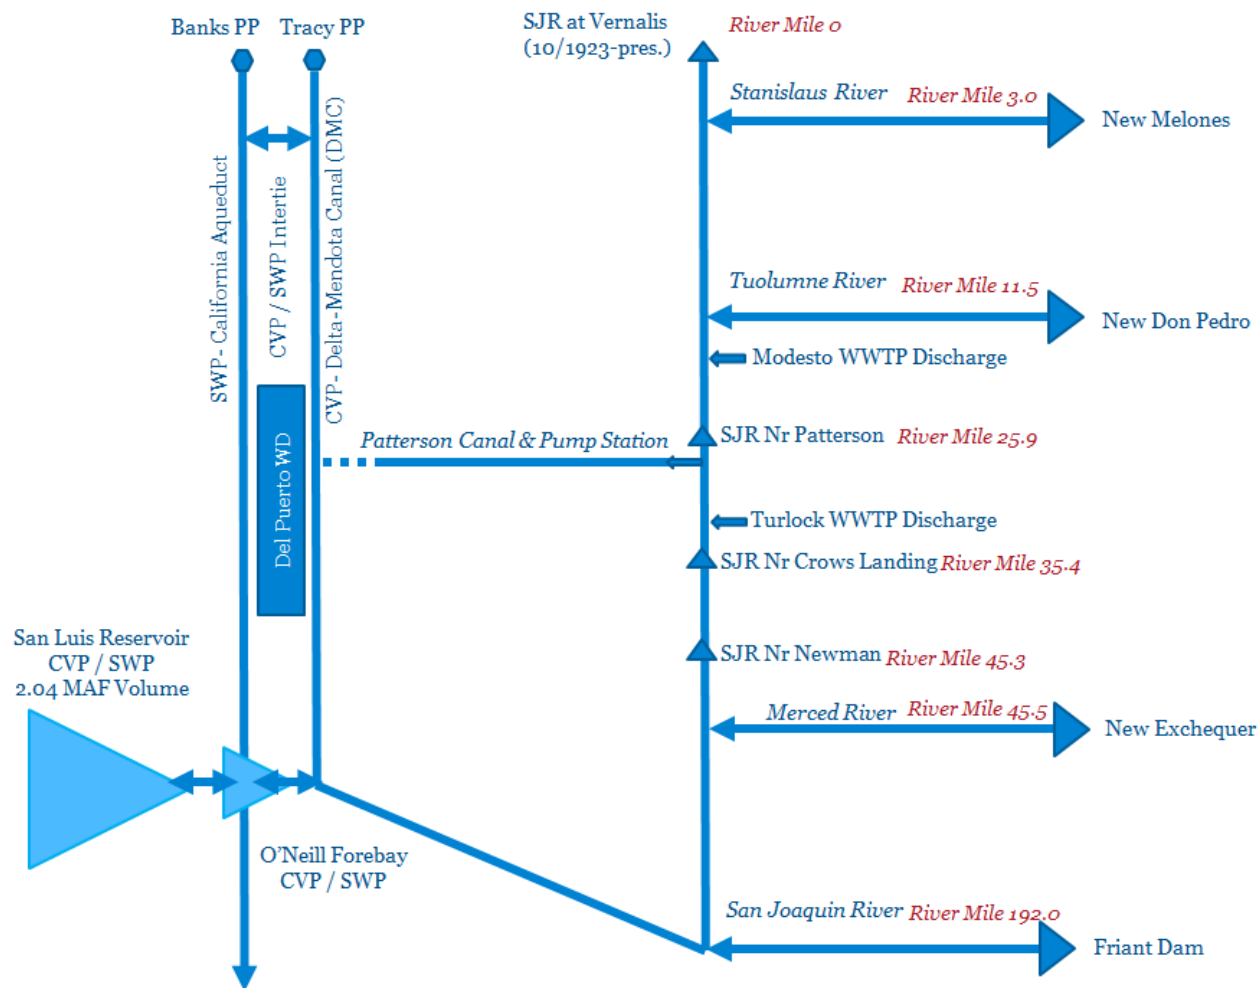 Banks PP
Tracy PP
SJR at Vernalis
(10/1923-pres.)
River Mile 0
Stanislaus River
River Mile 3.0
New Melones
SWP- California Aqueduct
CVP / SWP Intertie
CVP- Delta-Mendota Canal (DMC)
Tuolumne River
River Mile 11.5
New Don Pedro
Modesto WWTP Discharge
Patterson Canal & Pump Station
SJR Nr Patterson
River Mile 25.9
Del Puerto WD
Turlock WWTP Discharge
SJR Nr Crows Landing
River Mile 35.4
San Luis Reservoir
CVP / SWP
2.04 MAF Volume
SJR Nr Newman
River Mile 45.3
Merced River
River Mile 45.5
New Exchequer
O'Neill Forebay
CVP / SWP
San Joaquin River
River Mile 192.0
Friant Dam